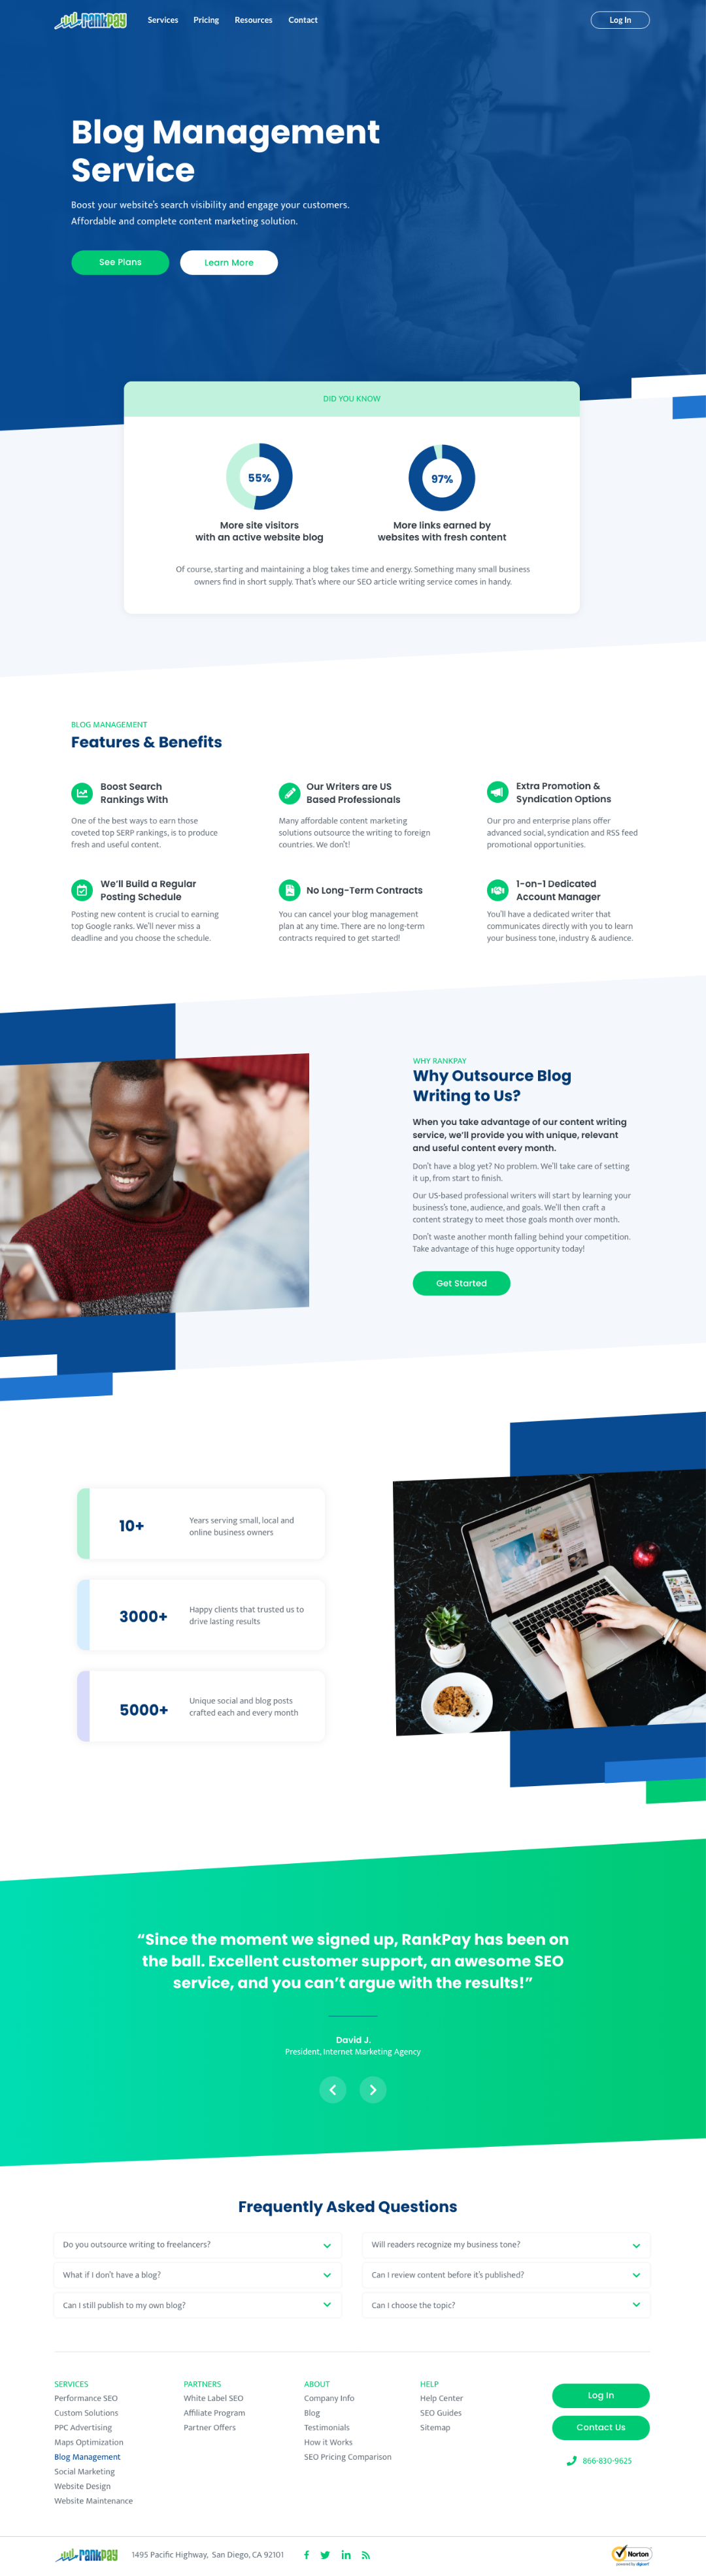 rankpay
Services Pricing Resources Contact
Log In
Blog Management
Service
Boost your website's search visibility and engage your customers.
Affordable and complete content marketing solution.
See Plans Learn More
DID YOU KNOW
55% 97%
More site visitors
with an active website blog
More links earned by
websites with fresh content
Of course, starting and maintaining a blog takes time and energy. Something many small business
owners find in short supply. That's where our SEO article writing service comes in handy.
BLOG MANAGEMENT
Features & Benefits
Boost Search
Rankings With
One of the best ways to earn those
coveted top SERP rankings, is to produce
fresh and useful content.
Our Writers are US
Based Professionals
Many affordable content marketing
solutions outsource the writing to foreign
countries. We don't!
Extra Promotion &
Syndication Options
Our pro and enterprise plans offer
advanced social, syndication and RSS feed
promotional opportunities.
We'll Build a Regular
Posting Schedule
Posting new content is crucial to earning
top Google ranks. We'll never miss a
deadline and you choose the schedule.
No Long-Term Contracts
You can cancel your blog management
plan at any time. There are no long-term
contracts required to get started!
1-on-1 Dedicated
Account Manager
You'll have a dedicated writer that
communicates directly with you to learn
your business tone, industry & audience.
WHY RANKPAY
Why Outsource Blog
Writing to Us?
When you take advantage of our content writing
service, we'll provide you with unique, relevant
and useful content every month.
Don't have a blog yet? No problem. We'll take care of setting
it up, from start to finish.
Our US-based professional writers will start by learning your
business's tone, audience, and goals. We'll then craft a
content strategy to meet those goals month over month.
Don't waste another month falling behind your competition.
Take advantage of this huge opportunity today!
Get Started
10+
Years serving small, local and
online business owners
3000+
Happy clients that trusted us to
drive lasting results
5000+
Unique social and blog posts
crafted each and every month
“Since the moment we signed up, RankPay has been on
the ball. Excellent customer support, an awesome SEO
service, and you can't argue with the results!”
David J.
President, Internet Marketing Agency
Frequently Asked Questions
Do you outsource writing to freelancers?
Will readers recognize my business tone?
What if I don't have a blog?
Can I review content before it's published?
Can I still publish to my own blog?
Can I choose the topic?
SERVICES
Performance SEO
Custom Solutions
PPC Advertising
Maps Optimization
Blog Management
Social Marketing
Website Design
Website Maintenance
PARTNERS
White Label SEO
Affiliate Program
Partner Offers
ABOUT
Company Info
Blog
Testimonials
How it Works
SEO Pricing Comparison
HELP
Help Center
SEO Guides
Sitemap
Log In
Contact Us
866-830-9625
rankpay
1495 Pacific Highway, San Diego, CA 92101
Norton
powered by digicert